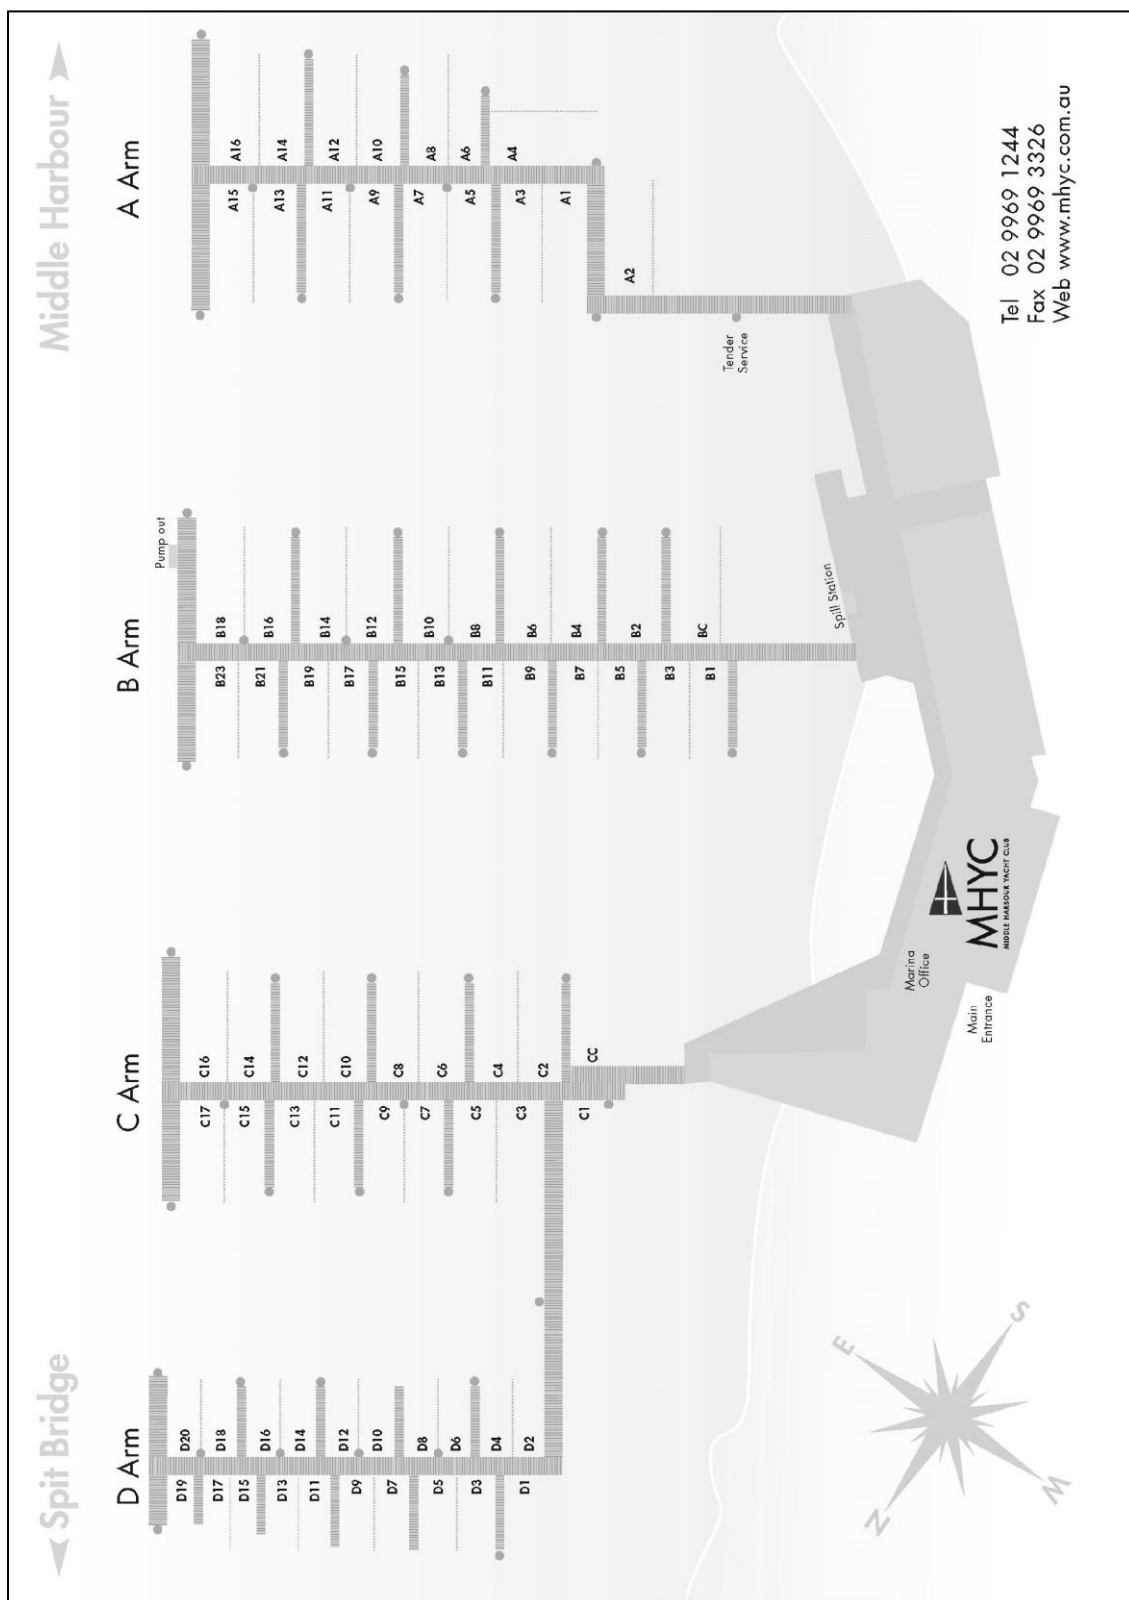 Spit Bridge
Middle Harbour
D Arm
C Arm
B Arm
A Arm
Pump out
D19
D17
D15
D13
D11
D9
D7
D5
D3
D1
D20
D18
D16
D14
D12
D10
D8
D6
D4
D2
C17
C15
C13
C11
C9
C7
C5
C3
C1
C16
C14
C12
C10
C8
C6
C4
C2
CC
B23
B21
B19
B17
B15
B13
B11
B9
B7
B5
B3
B1
B18
B16
B14
B12
B10
B8
B6
B4
B2
BC
A15
A13
A11
A9
A7
A5
A3
A1
A16
A14
A12
A10
A8
A6
A4
A2
Tender
Service
Spill Station
Marina
Office
Main
Entrance
MHYC
MIDDLE HARBOUR YACHT CLUB
N
E
S
W
Tel 02 9969 1244
Fax 02 9969 3326
Web www.mhyc.com.au